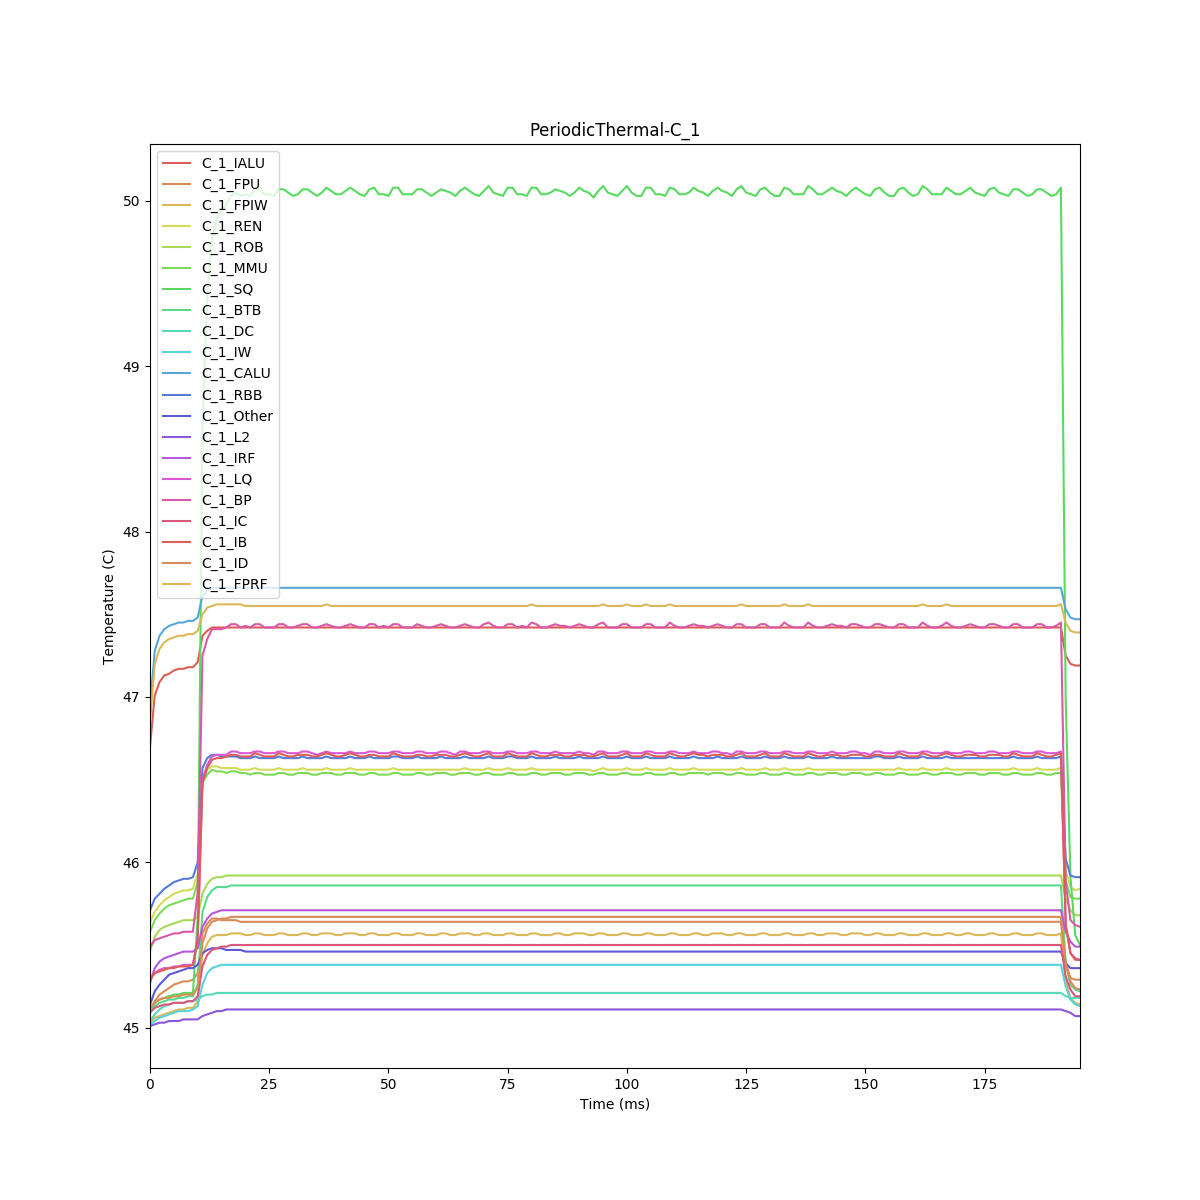 PeriodicThermal-C_1
C_1_IALU
C_1_FPU
C_1_FPIW
C_1_REN
C_1_ROB
C_1_MMU
C_1_SQ
C_1_BTB
C_1_DC
C_1_IW
C_1_CALU
C_1_RBB
C_1_Other
C_1_L2
C_1_IRF
C_1_LQ
C_1_BP
C_1_IC
C_1_IB
C_1_ID
C_1_FPRF
50
49
48
47
46
45
Temperature (C)
0 25 50 75 100 125 150 175
Time (ms)